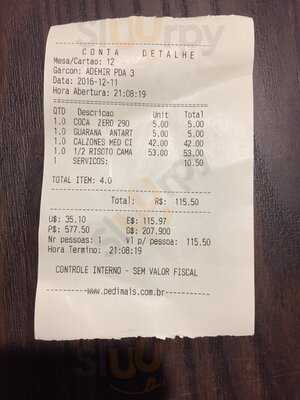 CONTA DETALHE
Mesa/Cartao: 12
Garcon: ADEMIR PDA 3
Data: 2016-12-11
Hora Abertura: 21:08:19
QTD Descricao Unit Total
1.0 COCA ZERO 290 5.00 5.00
1.0 GUARANA ANTART 5.00 5.00
1.0 CALZONES MED CI 42.00 42.00
1.0 1/2 RISOTO CAMA 53.00 53.00
1 SERVICOS: 10.50
TOTAL ITEM: 4.0
Total: R$: 115.50
U$: 35.10 E$: 115.97
P$: 577.50 G$: 207.900
Nr pessoas: 1 Vl p/ pessoa: 115.50
Hora Termino: 21:08:19
CONTROLE INTERNO - SEM VALOR FISCAL
------www.pedimais.com.br------